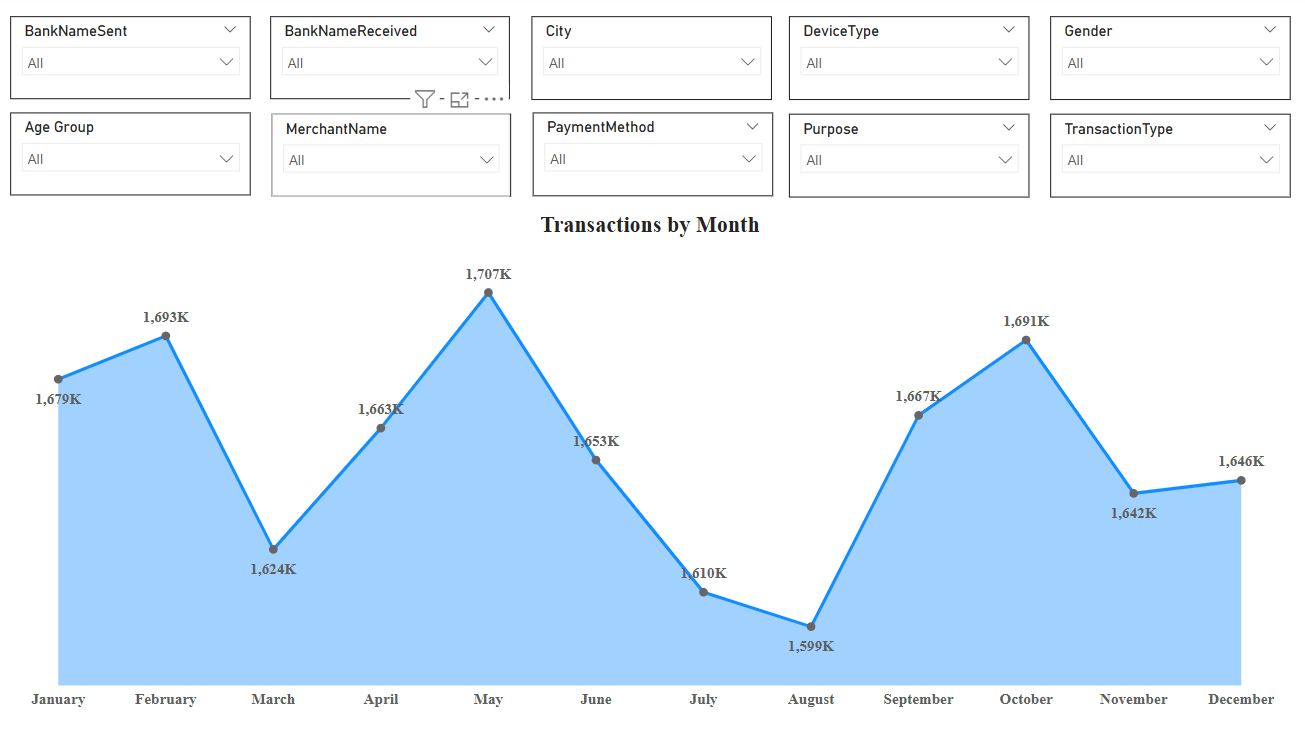 BankNameSent
All
BankNameReceived
All
City
All
DeviceType
All
Gender
All
Age Group
All
MerchantName
All
PaymentMethod
All
Purpose
All
TransactionType
All
Transactions by Month
1,679K
1,693K
1,624K
1,663K
1,707K
1,653K
1,610K
1,599K
1,667K
1,691K
1,642K
1,646K
January
February
March
April
May
June
July
August
September
October
November
December